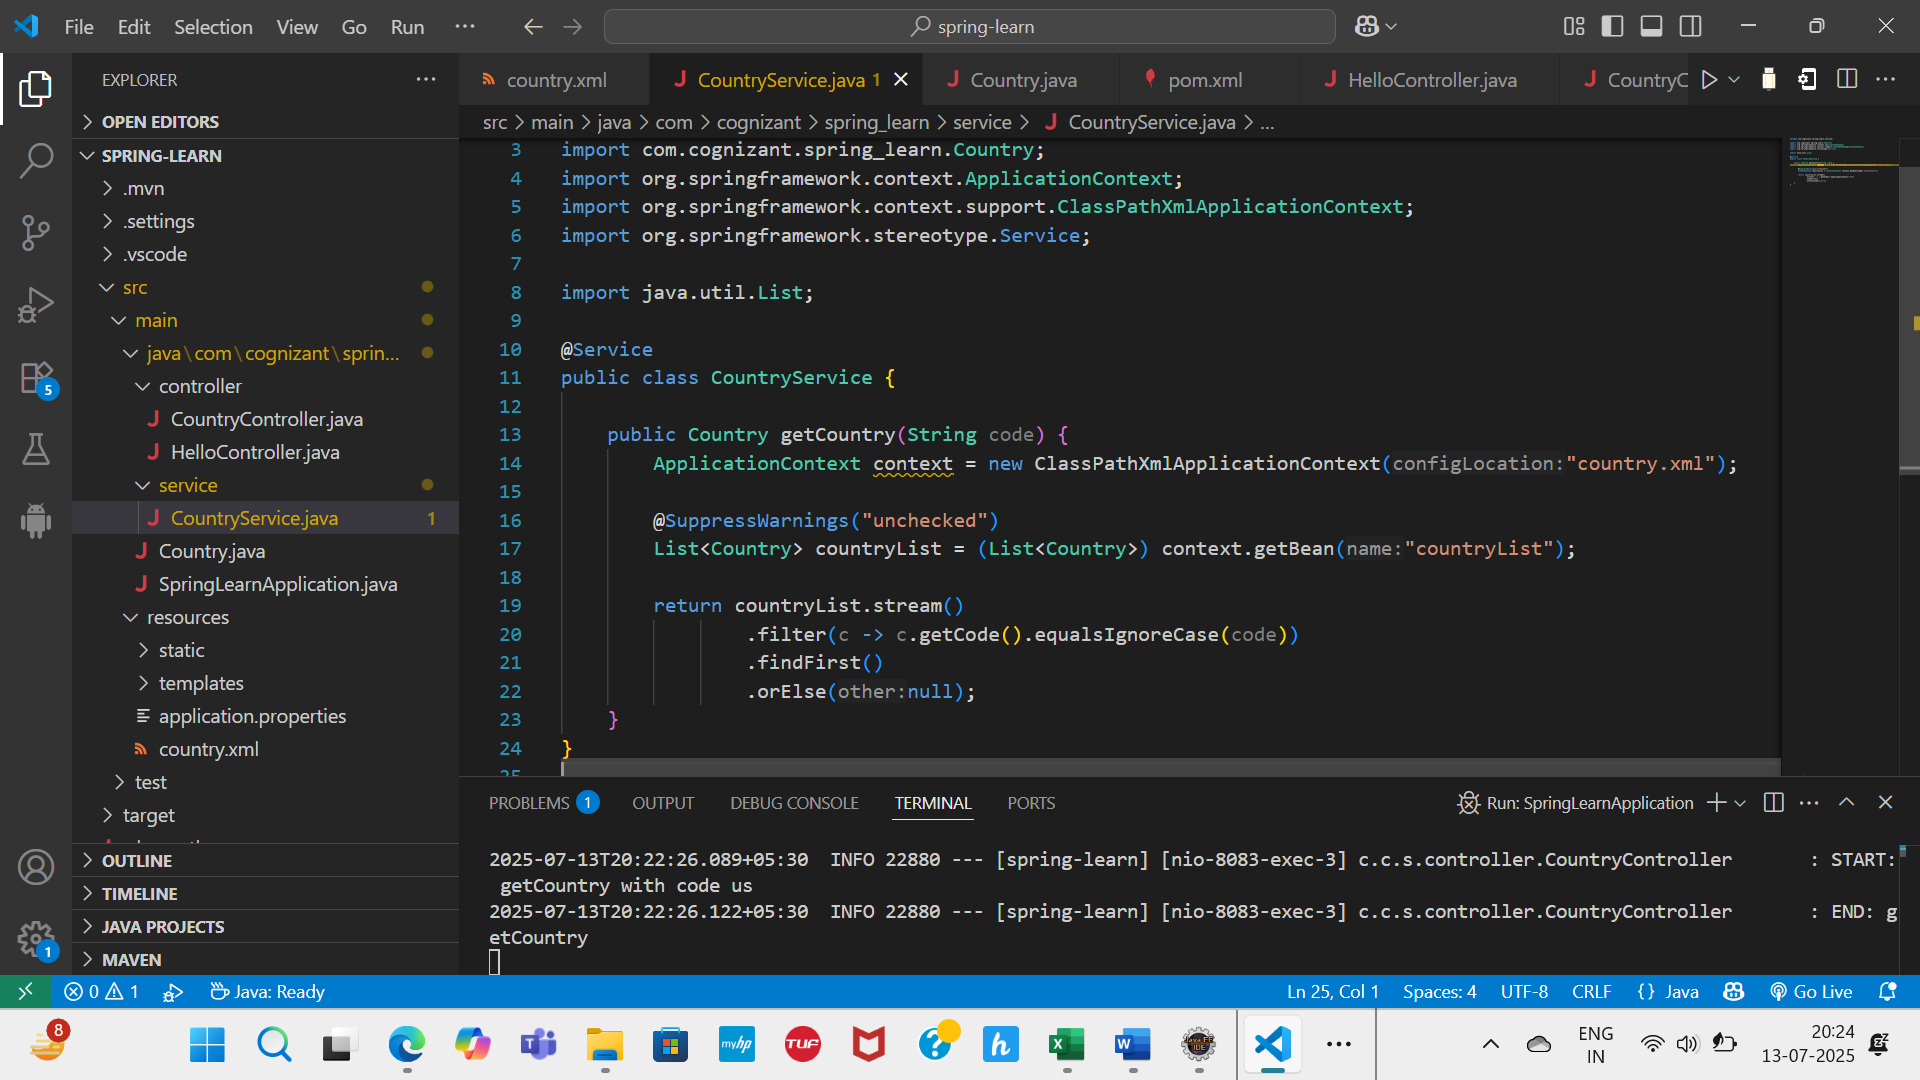 File Edit Selection View Go Run ···
spring-learn
EXPLORER
OPEN EDITORS
SPRING-LEARN
.mvn
.settings
.vscode
src
main
java\com\cognizant\sprin...
controller
CountryController.java
HelloController.java
service
CountryService.java 1
Country.java
SpringLearnApplication.java
resources
static
templates
application.properties
country.xml
test
target
OUTLINE
TIMELINE
JAVA PROJECTS
MAVEN
5
1
country.xml CountryService.java 1 Country.java pom.xml HelloController.java CountryC
src > main > java > com > cognizant > spring_learn > service > CountryService.java > ...
3 import com.cognizant.spring_learn.Country;
4 import org.springframework.context.ApplicationContext;
5 import org.springframework.context.support.ClassPathXmlApplicationContext;
6 import org.springframework.stereotype.Service;
7
8 import java.util.List;
9
10 @Service
11 public class CountryService {
12
13 public Country getCountry(String code) {
14 ApplicationContext context = new ClassPathXmlApplicationContext(configLocation:"country.xml");
15
16 @SuppressWarnings("unchecked")
17 List<Country> countryList = (List<Country>) context.getBean(name:"countryList");
18
19 return countryList.stream()
20 .filter(c -> c.getCode().equalsIgnoreCase(code))
21 .findFirst()
22 .orElse(other:null);
23 }
24 }
25
PROBLEMS 1 OUTPUT DEBUG CONSOLE TERMINAL PORTS
Run: SpringLearnApplication
2025-07-13T20:22:26.089+05:30 INFO 22880 --- [spring-learn] [nio-8083-exec-3] c.c.s.controller.CountryController : START:
getCountry with code us
2025-07-13T20:22:26.122+05:30 INFO 22880 --- [spring-learn] [nio-8083-exec-3] c.c.s.controller.CountryController : END: g
etCountry
0 1 Java: Ready
Ln 25, Col 1 Spaces: 4 UTF-8 CRLF {} Java Go Live
8
myhp
TUF
ENG
IN
20:24
13-07-2025